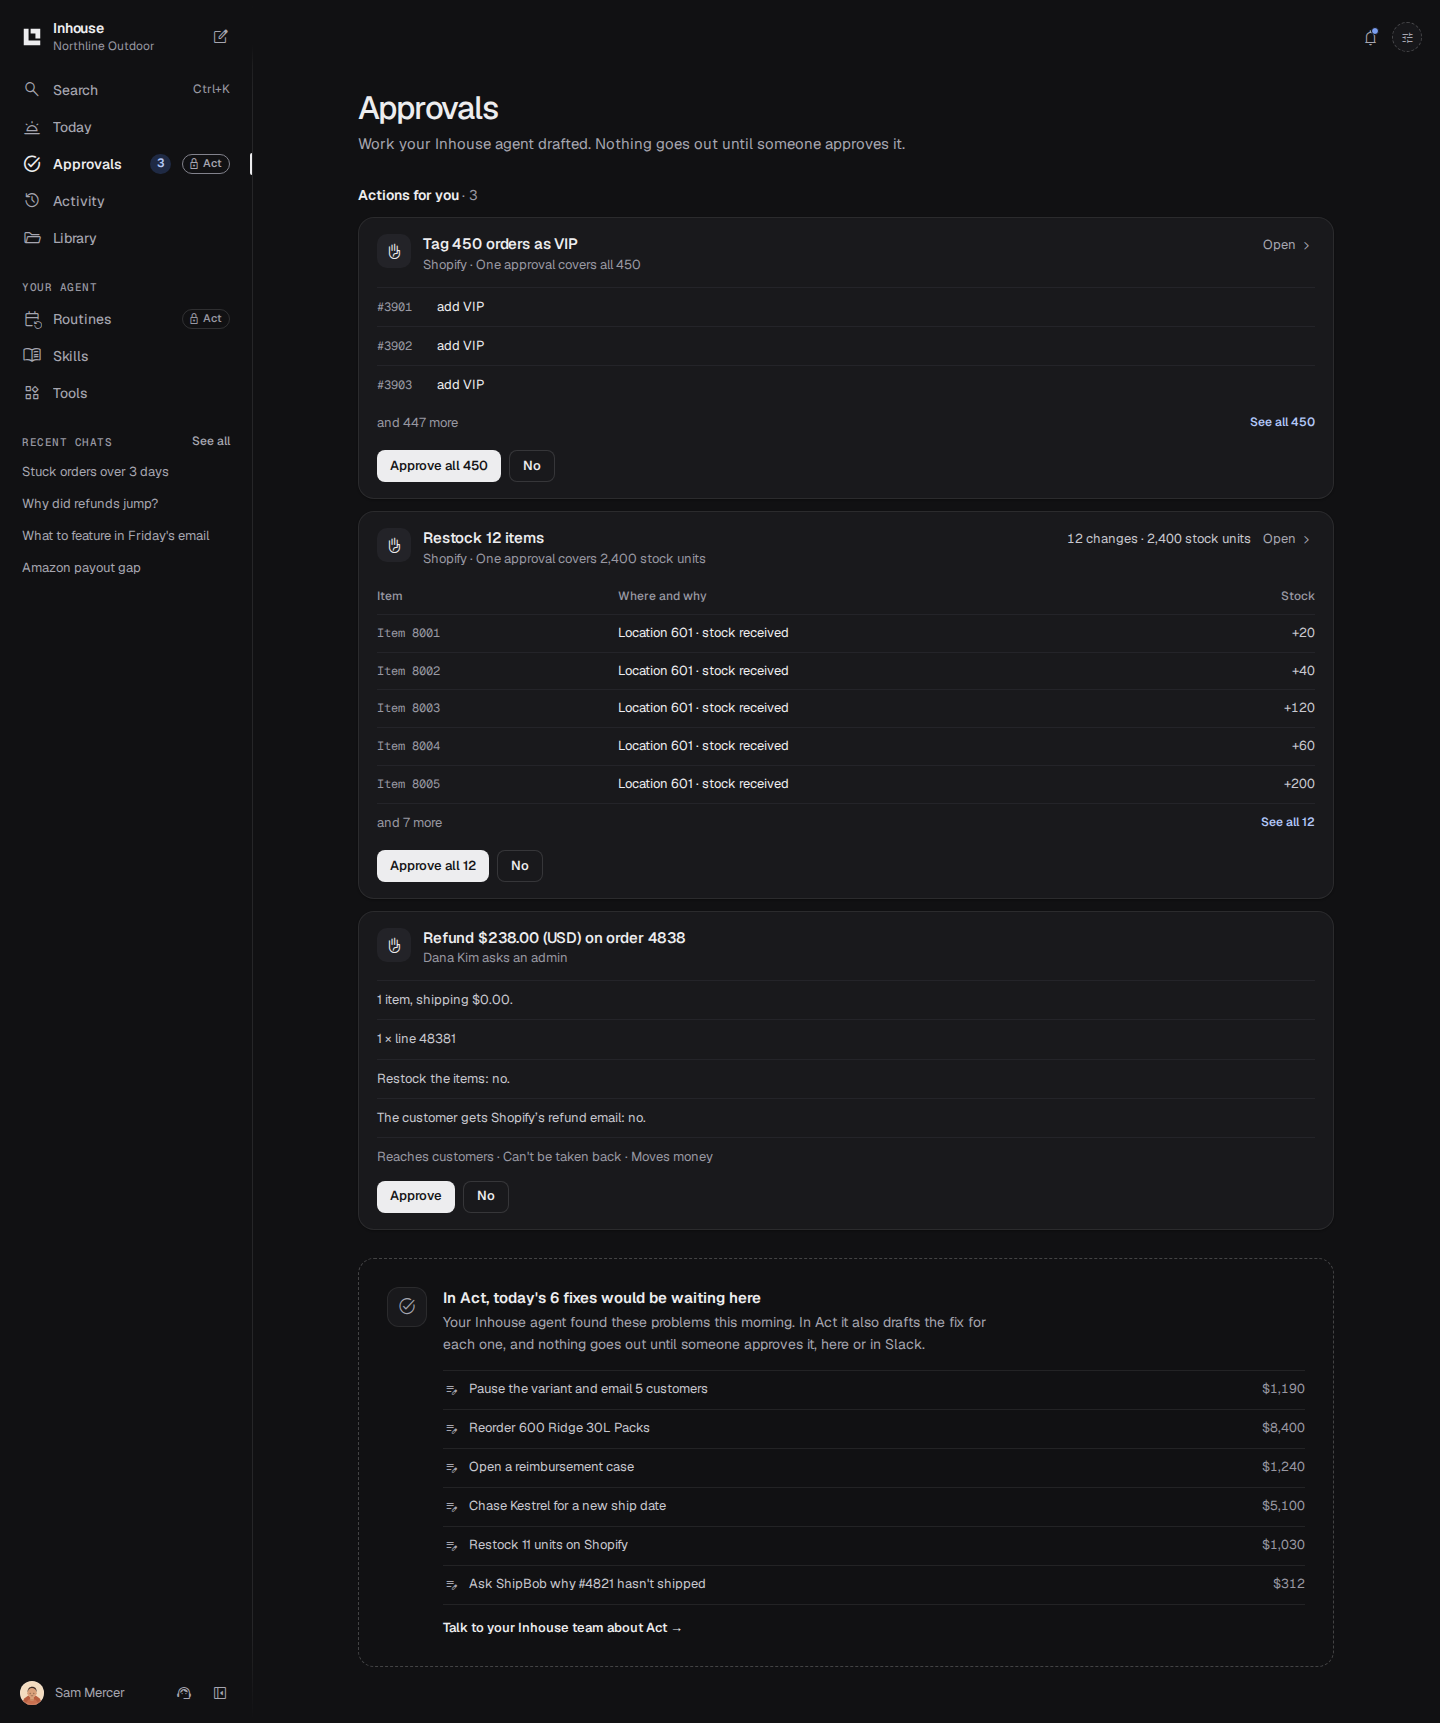 Inhouse
Northline Outdoor
Search Ctrl+K
Today
Approvals 3 Act
Activity
Library
YOUR AGENT
Routines Act
Skills
Tools
RECENT CHATS See all
Stuck orders over 3 days
Why did refunds jump?
What to feature in Friday's email
Amazon payout gap
Sam Mercer
Approvals
Work your Inhouse agent drafted. Nothing goes out until someone approves it.
Actions for you · 3
Tag 450 orders as VIP Open
Shopify · One approval covers all 450
#3901 add VIP
#3902 add VIP
#3903 add VIP
and 447 more See all 450
Approve all 450 No
Restock 12 items 12 changes · 2,400 stock units Open
Shopify · One approval covers 2,400 stock units
Item Where and why Stock
Item 8001 Location 601 · stock received +20
Item 8002 Location 601 · stock received +40
Item 8003 Location 601 · stock received +120
Item 8004 Location 601 · stock received +60
Item 8005 Location 601 · stock received +200
and 7 more See all 12
Approve all 12 No
Refund $238.00 (USD) on order 4838
Dana Kim asks an admin
1 item, shipping $0.00.
1 × line 48381
Restock the items: no.
The customer gets Shopify's refund email: no.
Reaches customers · Can't be taken back · Moves money
Approve No
In Act, today's 6 fixes would be waiting here
Your Inhouse agent found these problems this morning. In Act it also drafts the fix for
each one, and nothing goes out until someone approves it, here or in Slack.
Pause the variant and email 5 customers $1,190
Reorder 600 Ridge 30L Packs $8,400
Open a reimbursement case $1,240
Chase Kestrel for a new ship date $5,100
Restock 11 units on Shopify $1,030
Ask ShipBob why #4821 hasn't shipped $312
Talk to your Inhouse team about Act →